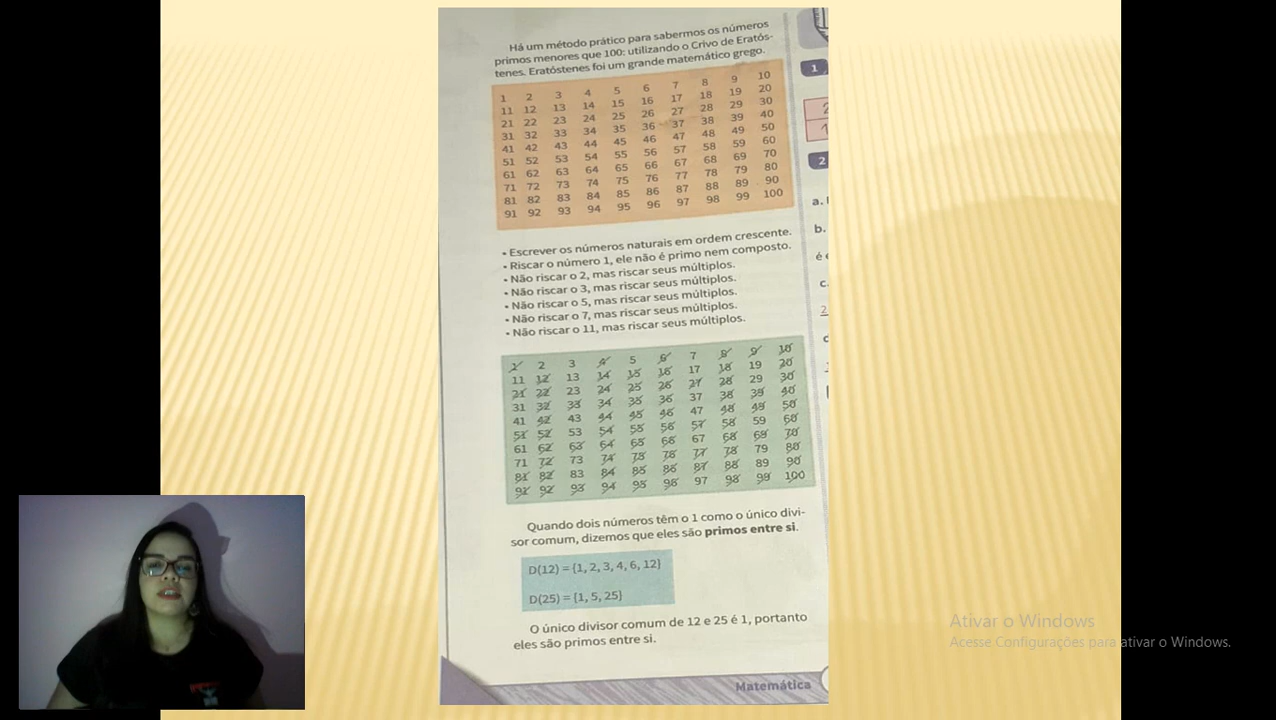 Há um método prático para sabermos os números
primos menores que 100: utilizando o Crivo de Eratós-
tenes. Eratóstenes foi um grande matemático grego.
1 2 3 4 5 6 7 8 9 10
11 12 13 14 15 16 17 18 19 20
21 22 23 24 25 26 27 28 29 30
31 32 33 34 35 36 37 38 39 40
41 42 43 44 45 46 47 48 49 50
51 52 53 54 55 56 57 58 59 60
61 62 63 64 65 66 67 68 69 70
71 72 73 74 75 76 77 78 79 80
81 82 83 84 85 86 87 88 89 90
91 92 93 94 95 96 97 98 99 100
• Escrever os números naturais em ordem crescente.
• Riscar o número 1, ele não é primo nem composto.
• Não riscar o 2, mas riscar seus múltiplos.
• Não riscar o 3, mas riscar seus múltiplos.
• Não riscar o 5, mas riscar seus múltiplos.
• Não riscar o 7, mas riscar seus múltiplos.
• Não riscar o 11, mas riscar seus múltiplos.
1 2 3 4 5 6 7 8 9 10
11 12 13 14 15 16 17 18 19 20
21 22 23 24 25 26 27 28 29 30
31 32 33 34 35 36 37 38 39 40
41 42 43 44 45 46 47 48 49 50
51 52 53 54 55 56 57 58 59 60
61 62 63 64 65 66 67 68 69 70
71 72 73 74 75 76 77 78 79 80
81 82 83 84 85 86 87 88 89 90
91 92 93 94 95 96 97 98 99 100
Quando dois números têm o 1 como o único divi-
sor comum, dizemos que eles são primos entre si.
D(12) = {1, 2, 3, 4, 6, 12}
D(25) = {1, 5, 25}
O único divisor comum de 12 e 25 é 1, portanto
eles são primos entre si.
Matemática
1
2
1
2
a.
b.
é
c.
2
Ativar o Windows
Acesse Configurações para ativar o Windows.